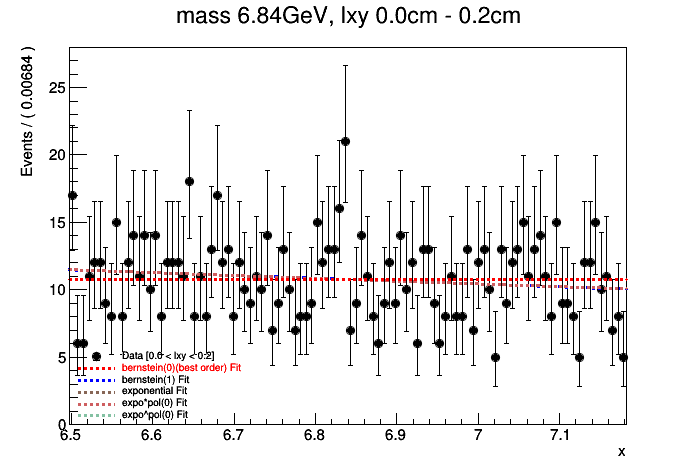 mass 6.84GeV, lxy 0.0cm - 0.2cm
Events / ( 0.00684 )
25
20
15
10
5
0
Data [0.0 < lxy < 0.2]
bernstein(0)(best order) Fit
bernstein(1) Fit
exponential Fit
expo*pol(0) Fit
expo^pol(0) Fit
6.5 6.6 6.7 6.8 6.9 7 7.1
x